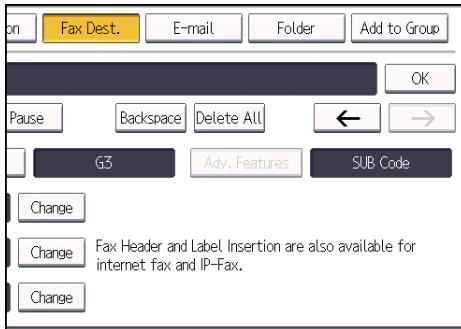 on Fax Dest. E-mail Folder Add to Group
OK
Pause Backspace Delete All ← →
G3 Adv. Features SUB Code
Change
Change Fax Header and Label Insertion are also available for
internet fax and IP-Fax.
Change